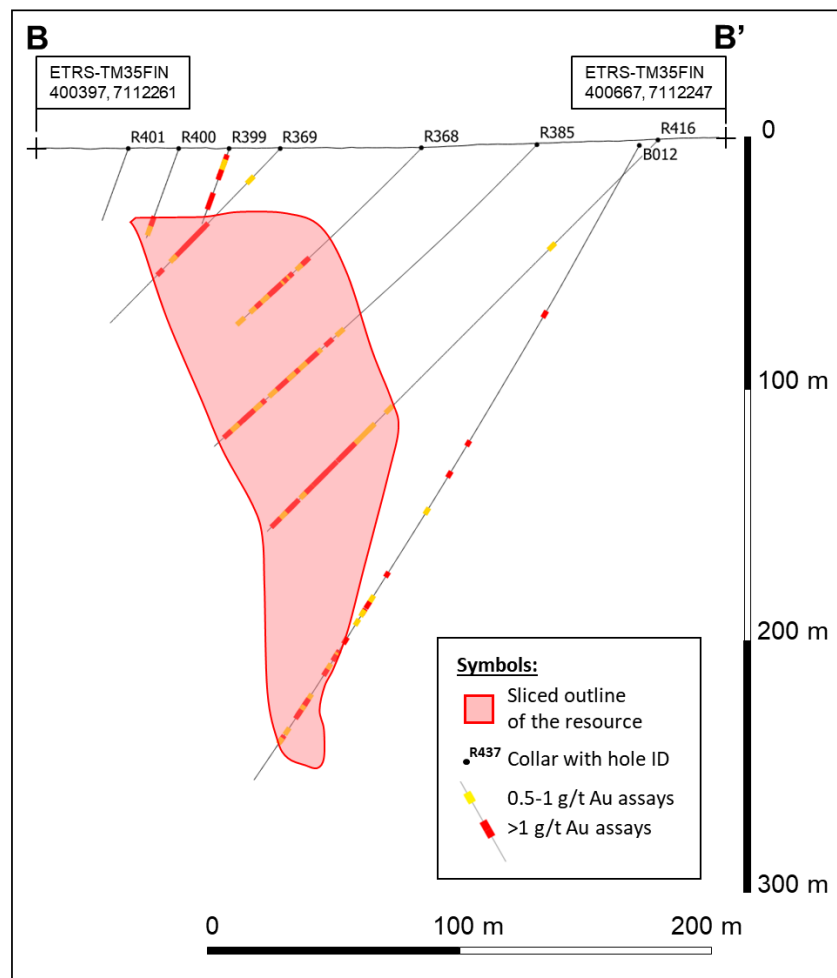 B
B'
ETRS-TM35FIN
400397, 7112261
ETRS-TM35FIN
400667, 7112247
R401
R400
R399
R369
R368
R385
R416
B012
0
100 m
200 m
300 m
Symbols:
Sliced outline
of the resource
R437 Collar with hole ID
0.5-1 g/t Au assays
>1 g/t Au assays
0
100 m
200 m